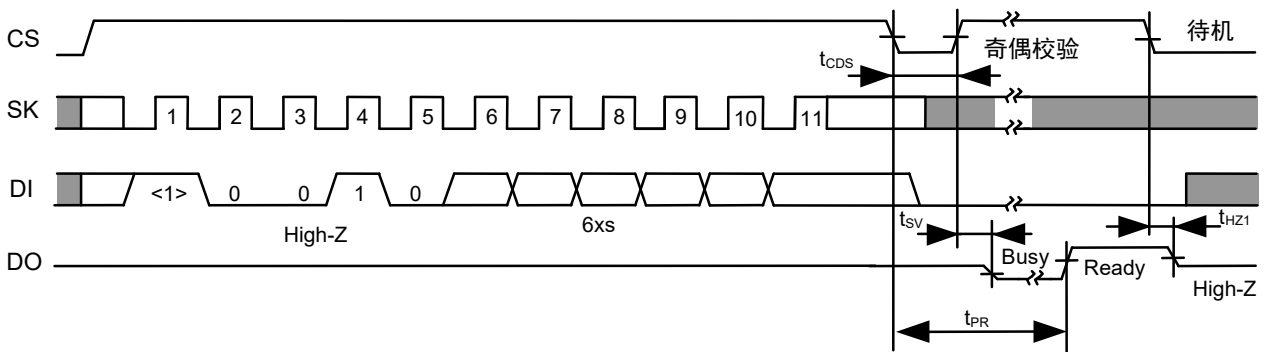 CS
奇偶校验
待机
tCDS
SK
1 2 3 4 5 6 7 8 9 10 11
DI
<1> 0 0 1 0
High-Z
6xs
tSV
tHZ1
DO
Busy
Ready
High-Z
tPR